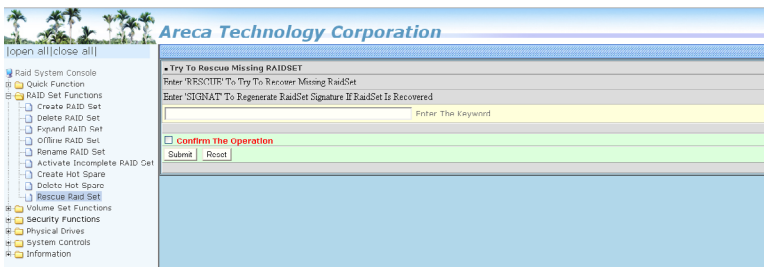 Areca Technology Corporation
|open all|close all|
Raid System Console
Quick Function
RAID Set Functions
Create RAID Set
Delete RAID Set
Expand RAID Set
Offline RAID Set
Rename RAID Set
Activate Incomplete RAID Set
Create Hot Spare
Delete Hot Spare
Rescue Raid Set
Volume Set Functions
Security Functions
Physical Drives
System Controls
Information
Try To Rescue Missing RAIDSET
Enter 'RESCUE' To Try To Recover Missing RaidSet
Enter 'SIGNAT' To Regenerate RaidSet Signature If RaidSet Is Recovered
Enter The Keyword
Confirm The Operation
Submit Reset